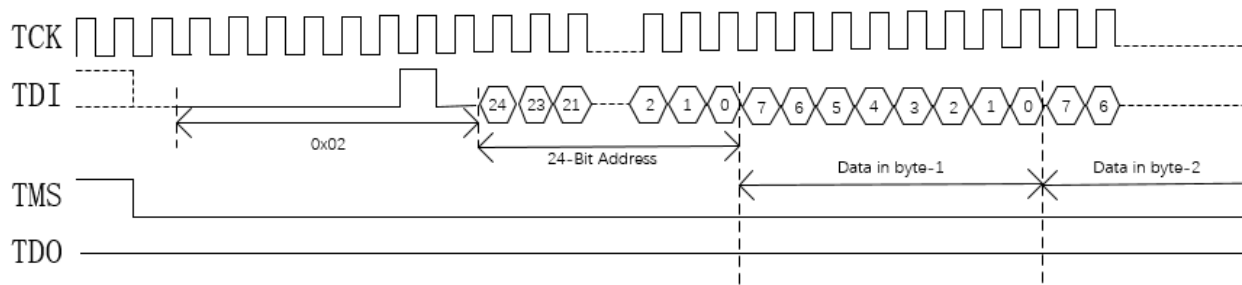 TCK
TDI 24 23 21 2 1 0 7 6 5 4 3 2 1 0 7 6
0x02
24-Bit Address
Data in byte-1 Data in byte-2
TMS
TDO